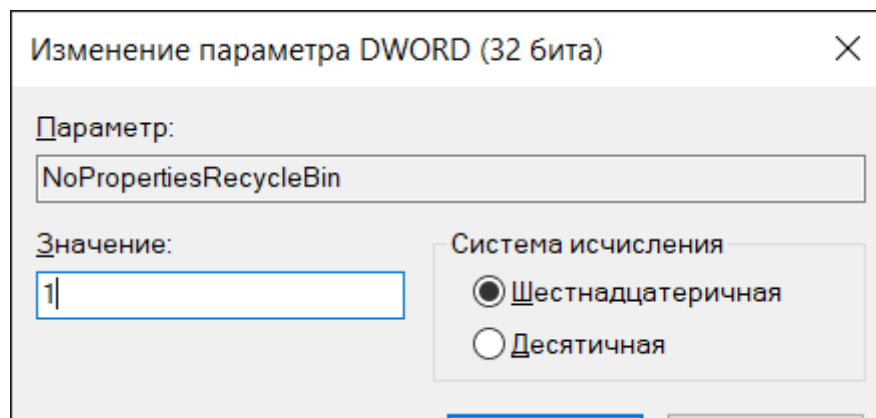 Изменение параметра DWORD (32 бита)
Параметр:
NoPropertiesRecycleBin
Значение:
1
Система исчисления
Шестнадцатеричная
Десятичная